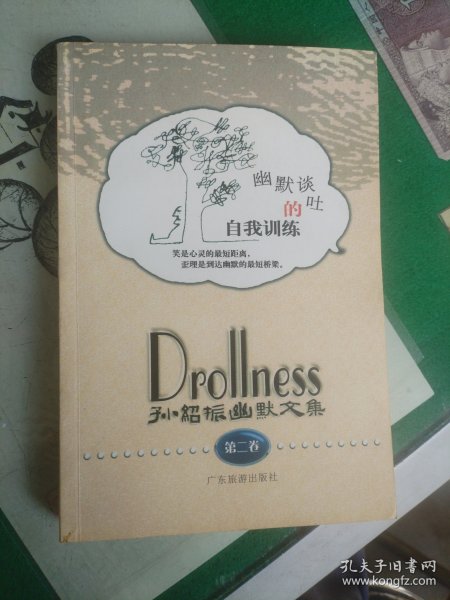 幽默谈吐
的
自我训练
笑是心灵的最短距离,
歪理是到达幽默的最短桥梁。
Drollness
孙绍振幽默文集
第二卷
广东旅游出版社
孔夫子旧书网
www.kongfz.com